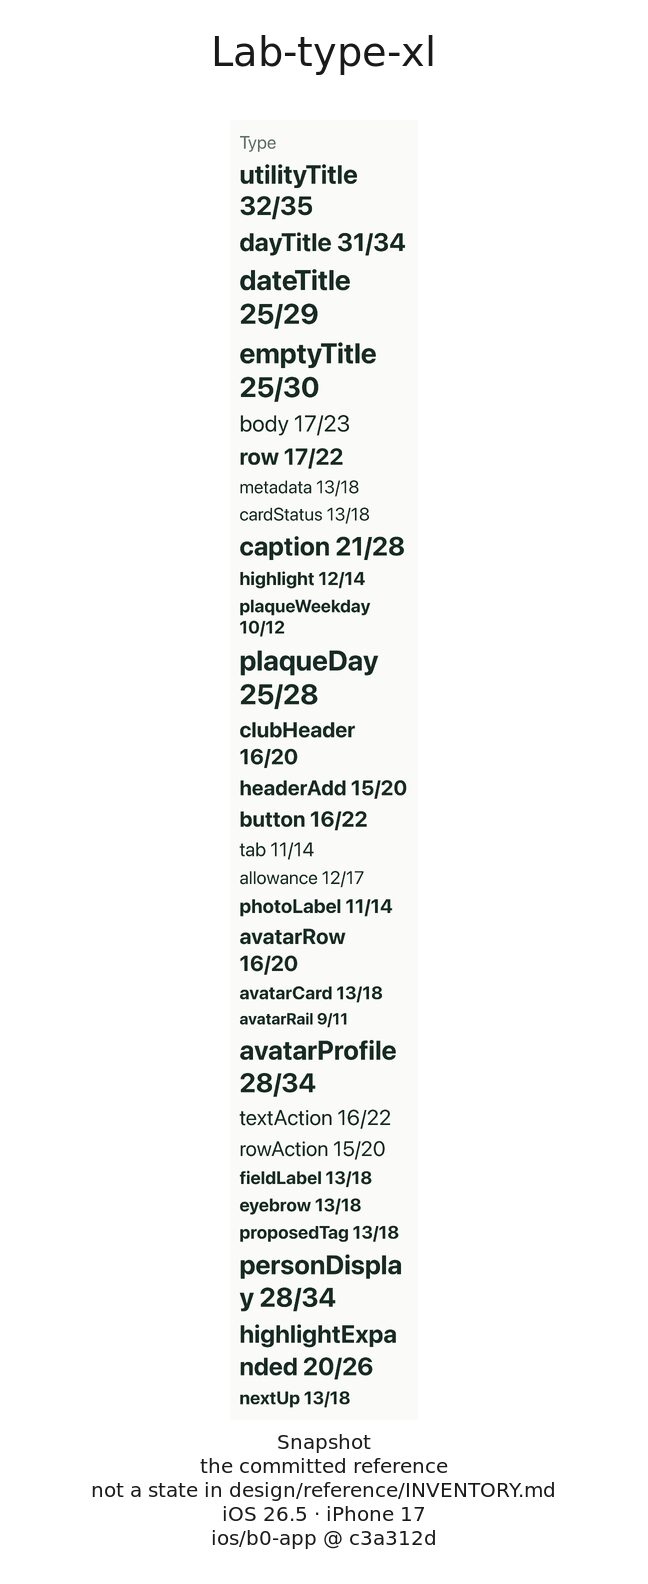 Lab-type-xl
Type
utilityTitle
32/35
dayTitle 31/34
dateTitle
25/29
emptyTitle
25/30
body 17/23
row 17/22
metadata 13/18
cardStatus 13/18
caption 21/28
highlight 12/14
plaqueWeekday
10/12
plaqueDay
25/28
clubHeader
16/20
headerAdd 15/20
button 16/22
tab 11/14
allowance 12/17
photoLabel 11/14
avatarRow
16/20
avatarCard 13/18
avatarRail 9/11
avatarProfile
28/34
textAction 16/22
rowAction 15/20
fieldLabel 13/18
eyebrow 13/18
proposedTag 13/18
personDispla
y 28/34
highlightExpa
nded 20/26
nextUp 13/18
Snapshot
the committed reference
not a state in design/reference/INVENTORY.md
iOS 26.5 · iPhone 17
ios/b0-app @ c3a312d